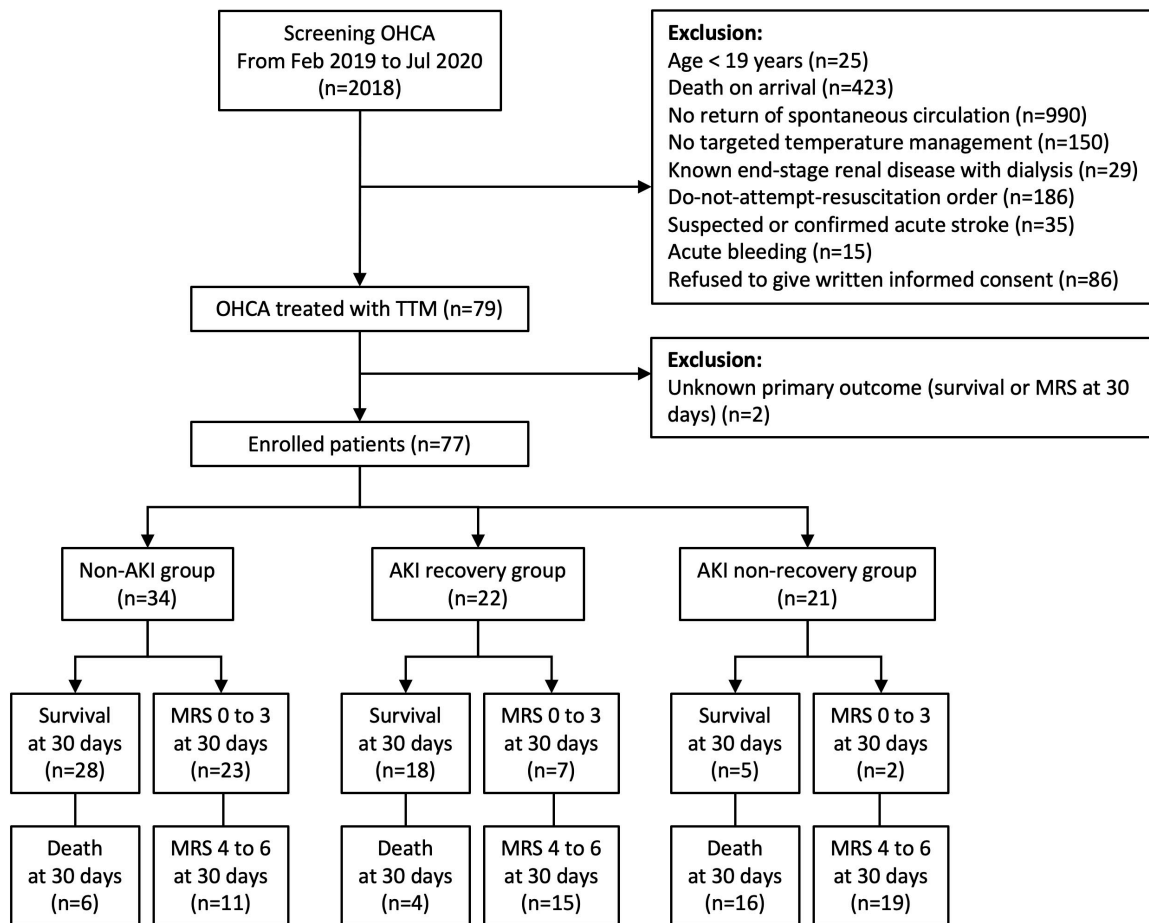 Screening OHCA
From Feb 2019 to Jul 2020
(n=2018)
Exclusion:
Age < 19 years (n=25)
Death on arrival (n=423)
No return of spontaneous circulation (n=990)
No targeted temperature management (n=150)
Known end-stage renal disease with dialysis (n=29)
Do-not-attempt-resuscitation order (n=186)
Suspected or confirmed acute stroke (n=35)
Acute bleeding (n=15)
Refused to give written informed consent (n=86)
OHCA treated with TTM (n=79)
Exclusion:
Unknown primary outcome (survival or MRS at 30
days) (n=2)
Enrolled patients (n=77)
Non-AKI group
(n=34)
AKI recovery group
(n=22)
AKI non-recovery group
(n=21)
Survival
at 30 days
(n=28)
MRS 0 to 3
at 30 days
(n=23)
Survival
at 30 days
(n=18)
MRS 0 to 3
at 30 days
(n=7)
Survival
at 30 days
(n=5)
MRS 0 to 3
at 30 days
(n=2)
Death
at 30 days
(n=6)
MRS 4 to 6
at 30 days
(n=11)
Death
at 30 days
(n=4)
MRS 4 to 6
at 30 days
(n=15)
Death
at 30 days
(n=16)
MRS 4 to 6
at 30 days
(n=19)